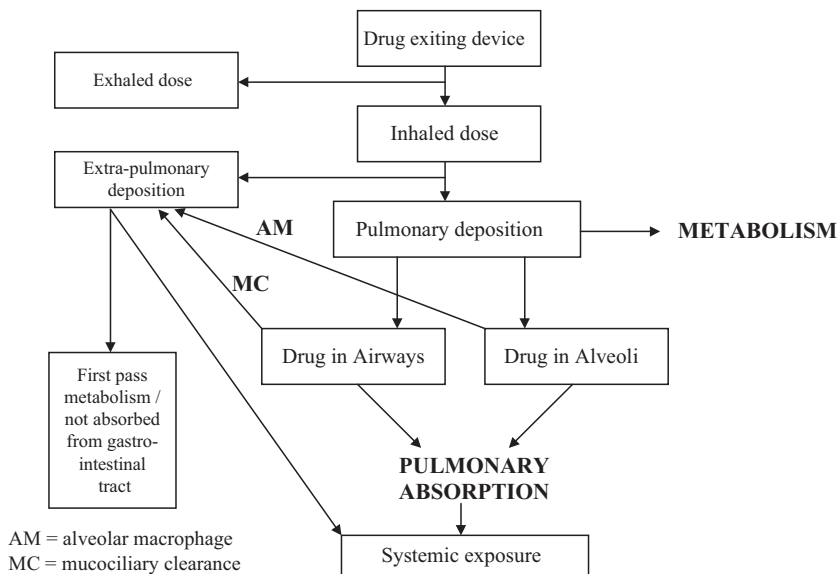 Drug exiting device
Exhaled dose
Inhaled dose
Extra-pulmonary
deposition
AM
Pulmonary deposition
METABOLISM
MC
Drug in Airways
Drug in Alveoli
First pass
metabolism /
not absorbed
from gastro-
intestinal
tract
PULMONARY
ABSORPTION
AM = alveolar macrophage
MC = mucociliary clearance
Systemic exposure